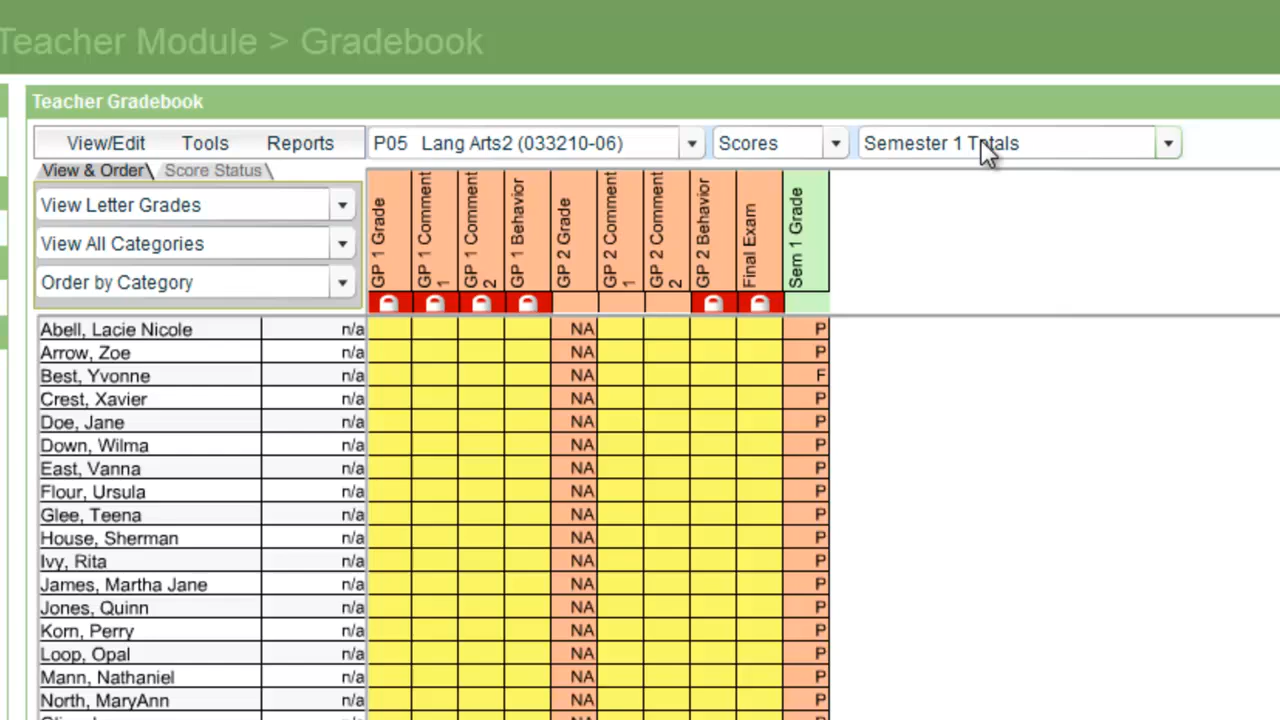 Teacher Module > Gradebook
Teacher Gradebook
View/Edit Tools Reports P05 Lang Arts2 (033210-06) Scores Semester 1 Totals
View & Order Score Status
View Letter Grades
View All Categories
Order by Category
GP 1 Grade
GP 1 Comment 1
GP 1 Comment 2
GP 1 Behavior
GP 2 Grade
GP 2 Comment 1
GP 2 Comment 2
GP 2 Behavior
Final Exam
Sem 1 Grade
Abell, Lacie Nicole n/a NA P
Arrow, Zoe n/a NA P
Best, Yvonne n/a NA F
Crest, Xavier n/a NA P
Doe, Jane n/a NA P
Down, Wilma n/a NA P
East, Vanna n/a NA P
Flour, Ursula n/a NA P
Glee, Teena n/a NA P
House, Sherman n/a NA P
Ivy, Rita n/a NA P
James, Martha Jane n/a NA P
Jones, Quinn n/a NA P
Korn, Perry n/a NA P
Loop, Opal n/a NA P
Mann, Nathaniel n/a NA P
North, MaryAnn n/a NA P